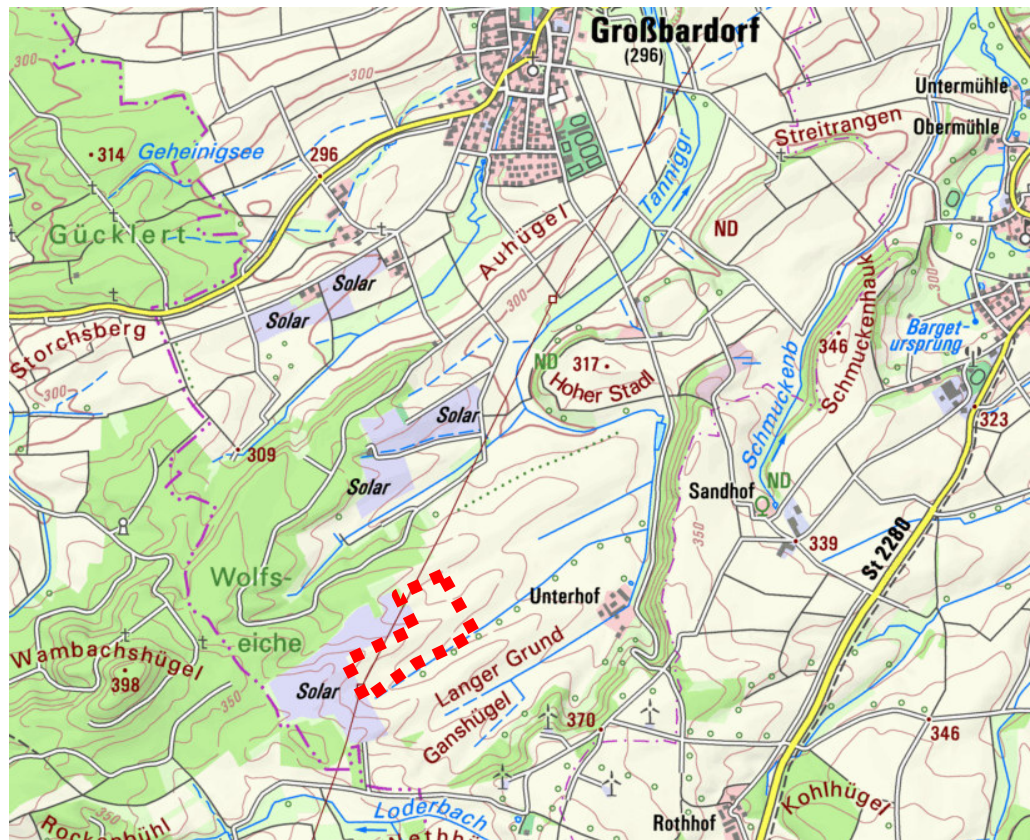 Großbardorf
(296)
Untermühle
Obermühle
Streitrangen
300
Geheinigsee
314
296
Tanniggr
Gücklert
ND
Auhügel
300
Solar
Solar
Storchsberg
300
Schmuckenhauk
300
346
Barget-
ursprung
ND
317
Hoher Stadl
Schmuckenb
323
Solar
309
Solar
Sandhof
ND
350
339
St 2280
Wolfs-
eiche
Unterhof
Wambachshügel
398
350
Solar
Langer Grund
Ganshügel
370
346
Loderbach
Kohlhügel
Rothhof